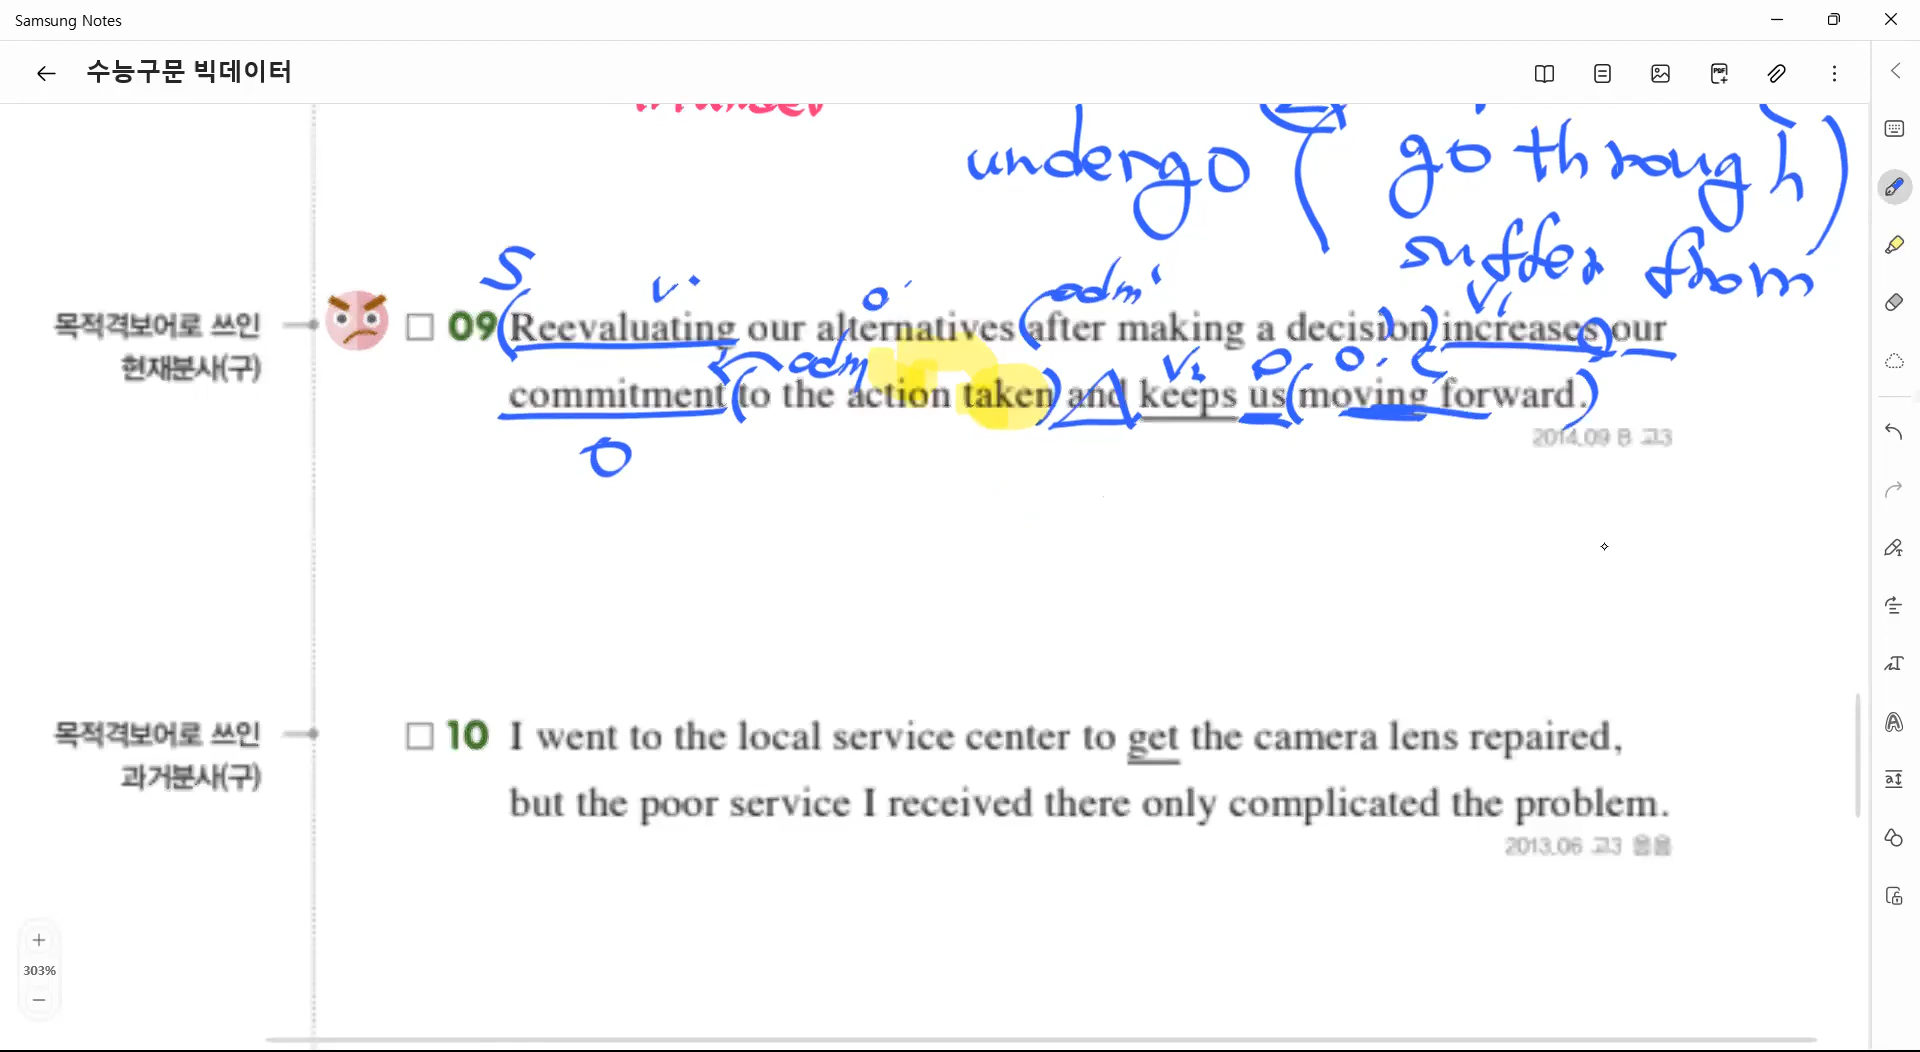 Samsung Notes
수능구문 빅데이터
undergo ( go through )
suffer from
S
v'
o'
(adm'
V1
목적격보어로 쓰인
현재분사(구)
09 Reevaluating our alternatives after making a decision increases our
adm
V2
O
O.C
commitment to the action taken and keeps us moving forward.
2014.09 B 고3
O
목적격보어로 쓰인
과거분사(구)
10 I went to the local service center to get the camera lens repaired,
but the poor service I received there only complicated the problem.
2013.06 고3 응용
303%